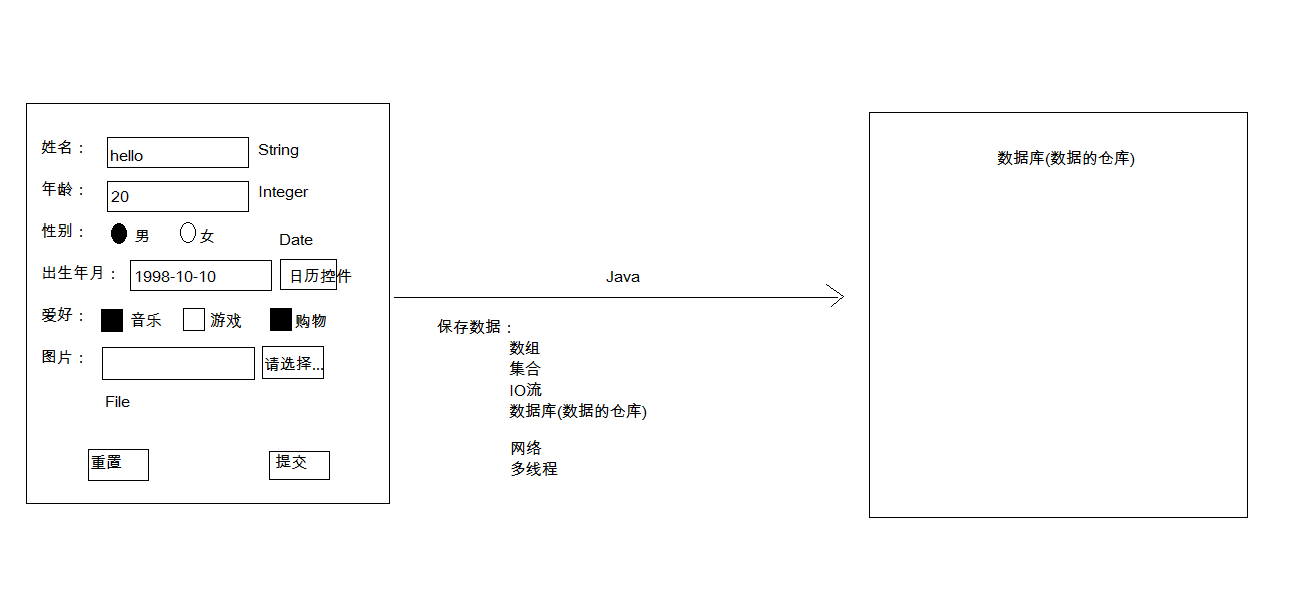 姓名： hello String
年龄： 20 Integer
性别： 男 女
Date
出生年月： 1998-10-10 日历控件
爱好： 音乐 游戏 购物
图片： 请选择...
File
重置 提交
Java
保存数据：
数组
集合
IO流
数据库(数据的仓库)
网络
多线程
数据库(数据的仓库)